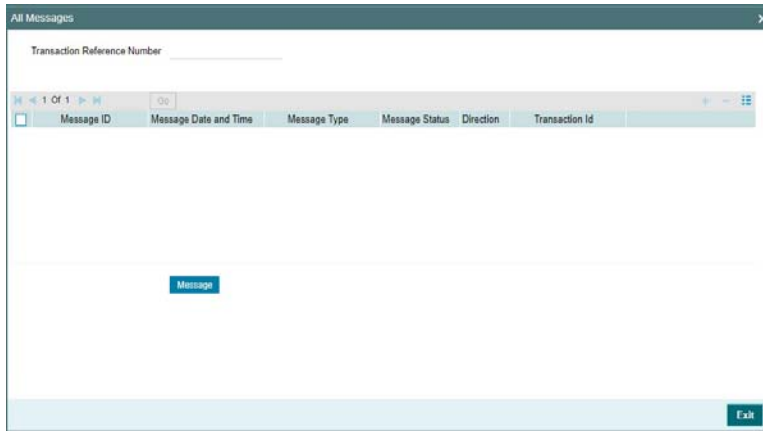 All Messages
Transaction Reference Number
1 Of 1 Go
Message ID Message Date and Time Message Type Message Status Direction Transaction Id
Message
Exit